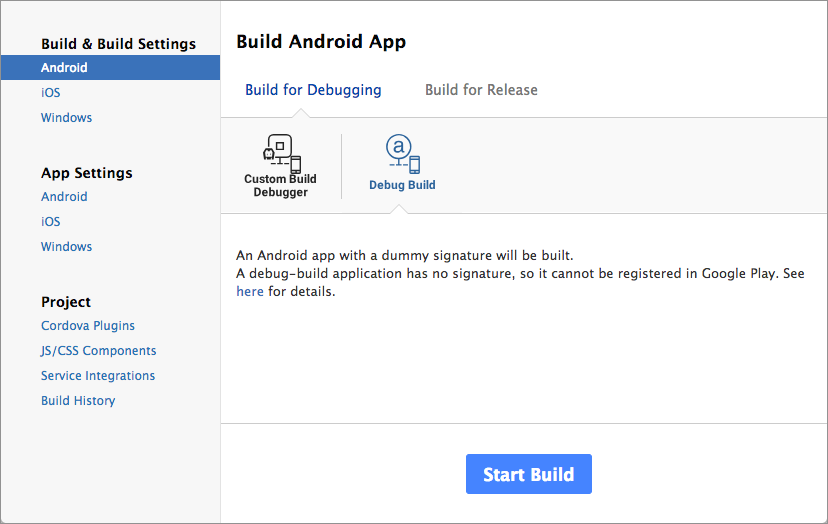 Build & Build Settings
Android
iOS
Windows
App Settings
Android
iOS
Windows
Project
Cordova Plugins
JS/CSS Components
Service Integrations
Build History
Build Android App
Build for Debugging
Build for Release
Custom Build
Debugger
a
Debug Build
An Android app with a dummy signature will be built.
A debug-build application has no signature, so it cannot be registered in Google Play. See
here for details.
Start Build